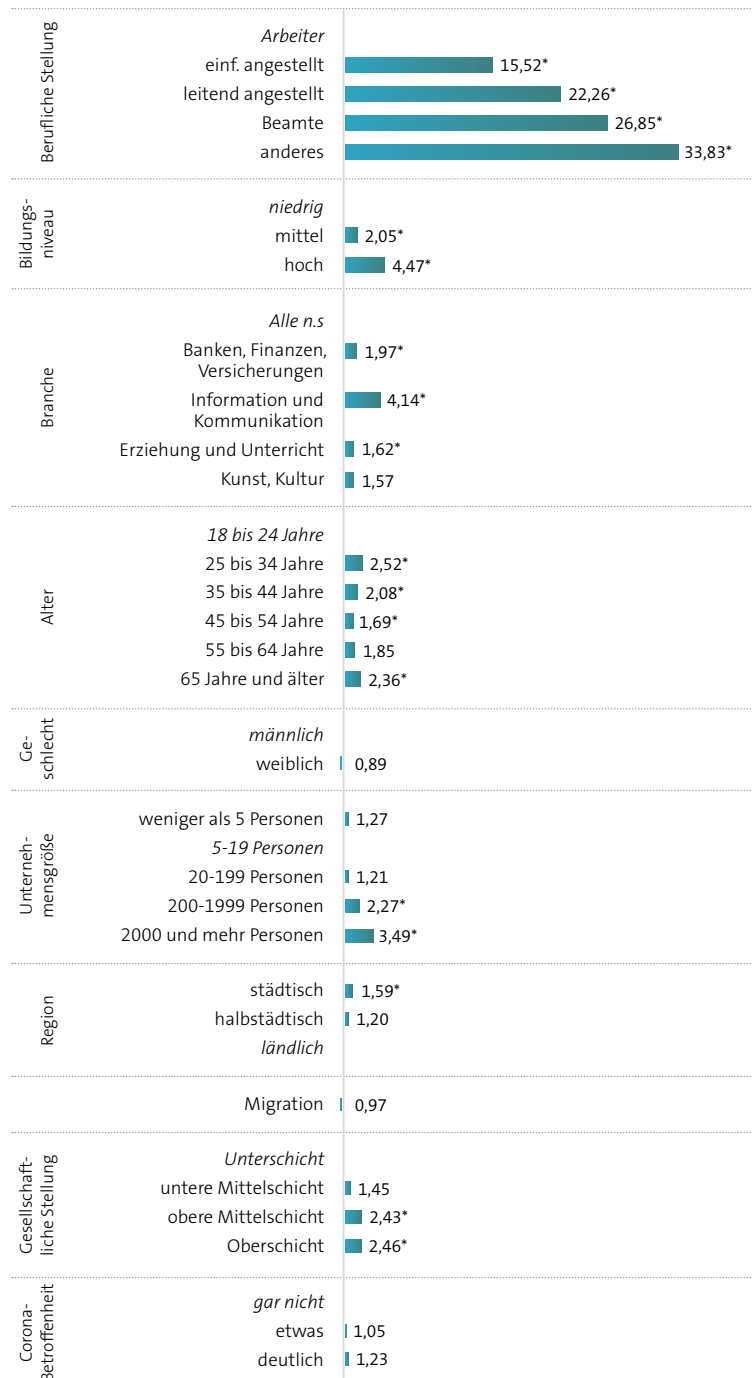 Berufliche Stellung
Arbeiter
einf. angestellt 15,52*
leitend angestellt 22,26*
Beamte 26,85*
anderes 33,83*
Bildungs-
niveau
niedrig
mittel 2,05*
hoch 4,47*
Branche
Alle n.s
Banken, Finanzen,
Versicherungen 1,97*
Information und
Kommunikation 4,14*
Erziehung und Unterricht 1,62*
Kunst, Kultur 1,57
Alter
18 bis 24 Jahre
25 bis 34 Jahre 2,52*
35 bis 44 Jahre 2,08*
45 bis 54 Jahre 1,69*
55 bis 64 Jahre 1,85
65 Jahre und älter 2,36*
Ge-
schlecht
männlich
weiblich 0,89
Unterneh-
mensgröße
weniger als 5 Personen 1,27
5-19 Personen
20-199 Personen 1,21
200-1999 Personen 2,27*
2000 und mehr Personen 3,49*
Region
städtisch 1,59*
halbstädtisch 1,20
ländlich
Migration 0,97
Gesellschaft-
liche Stellung
Unterschicht
untere Mittelschicht 1,45
obere Mittelschicht 2,43*
Oberschicht 2,46*
Corona-
Betroffenheit
gar nicht
etwas 1,05
deutlich 1,23